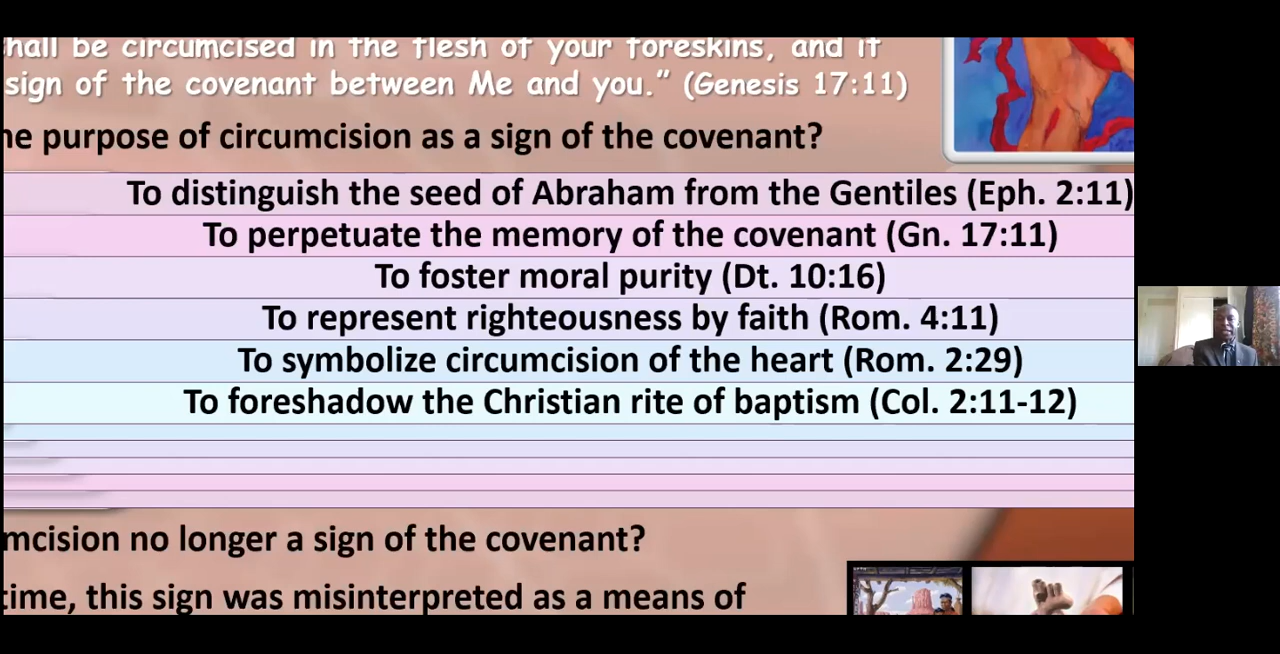 shall be circumcised in the flesh of your foreskins, and it
sign of the covenant between Me and you.” (Genesis 17:11)
he purpose of circumcision as a sign of the covenant?
To distinguish the seed of Abraham from the Gentiles (Eph. 2:11)
To perpetuate the memory of the covenant (Gn. 17:11)
To foster moral purity (Dt. 10:16)
To represent righteousness by faith (Rom. 4:11)
To symbolize circumcision of the heart (Rom. 2:29)
To foreshadow the Christian rite of baptism (Col. 2:11-12)
mcision no longer a sign of the covenant?
time, this sign was misinterpreted as a means of